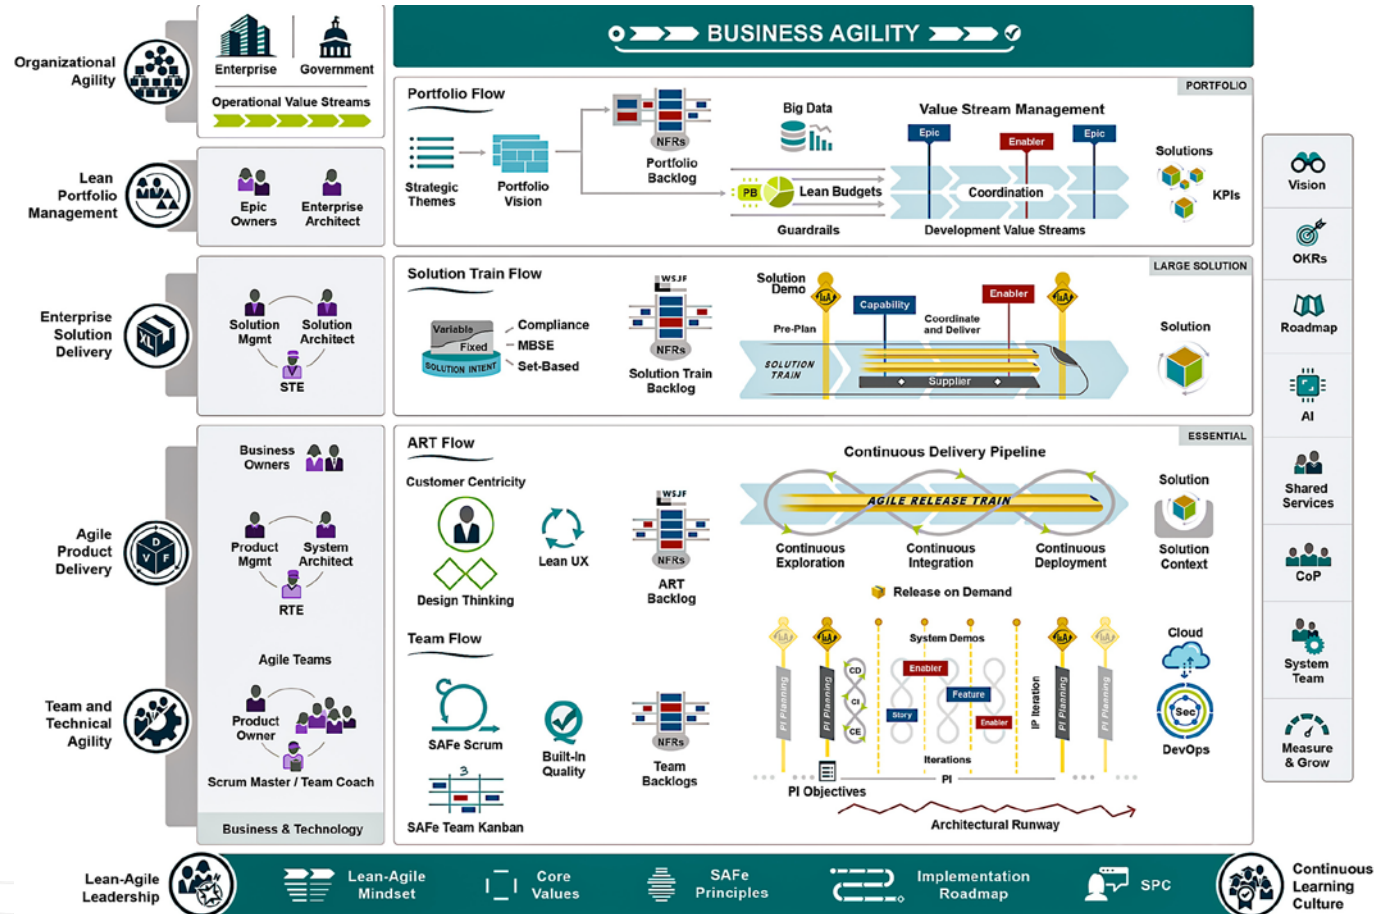 Organizational
Agility
Enterprise
Government
Operational Value Streams
BUSINESS AGILITY
Lean
Portfolio
Management
Epic
Owners
Enterprise
Architect
PORTFOLIO
Portfolio Flow
Strategic
Themes
Portfolio
Vision
NFRs
Portfolio
Backlog
Big Data
PB
Lean Budgets
Guardrails
Value Stream Management
Epic
Enabler
Epic
Coordination
Development Value Streams
Solutions
KPIs
Enterprise
Solution
Delivery
XL
Solution
Mgmt
Solution
Architect
STE
LARGE SOLUTION
Solution Train Flow
Variable
Fixed
SOLUTION INTENT
Compliance
MBSE
Set-Based
WSJF
NFRs
Solution Train
Backlog
Solution
Demo
I&A
Pre-Plan
Capability
Enabler
Coordinate
and Deliver
I&A
SOLUTION
TRAIN
Supplier
Solution
Agile
Product
Delivery
D
V
F
Business
Owners
Product
Mgmt
System
Architect
RTE
ESSENTIAL
ART Flow
Customer Centricity
Lean UX
Design Thinking
WSJF
NFRs
ART
Backlog
Continuous Delivery Pipeline
AGILE RELEASE TRAIN
Continuous
Exploration
Continuous
Integration
Continuous
Deployment
Release on Demand
Solution
Solution
Context
Team and
Technical
Agility
Agile Teams
Product
Owner
Scrum Master / Team Coach
Business & Technology
Team Flow
SAFe Scrum
Built-In
Quality
3
SAFe Team Kanban
NFRs
Team
Backlogs
I&A
I&A
System Demos
I&A
I&A
PI Planning
PI Planning
CD
CI
CE
Enabler
Story
Feature
Enabler
IP Iteration
PI Planning
PI Planning
Iterations
PI
PI Objectives
Architectural Runway
Cloud
Sec
DevOps
Vision
OKRs
Roadmap
AI
Shared
Services
CoP
System
Team
Measure
& Grow
Lean-Agile
Leadership
Lean-Agile
Mindset
Core
Values
SAFe
Principles
Implementation
Roadmap
SPC
Continuous
Learning
Culture